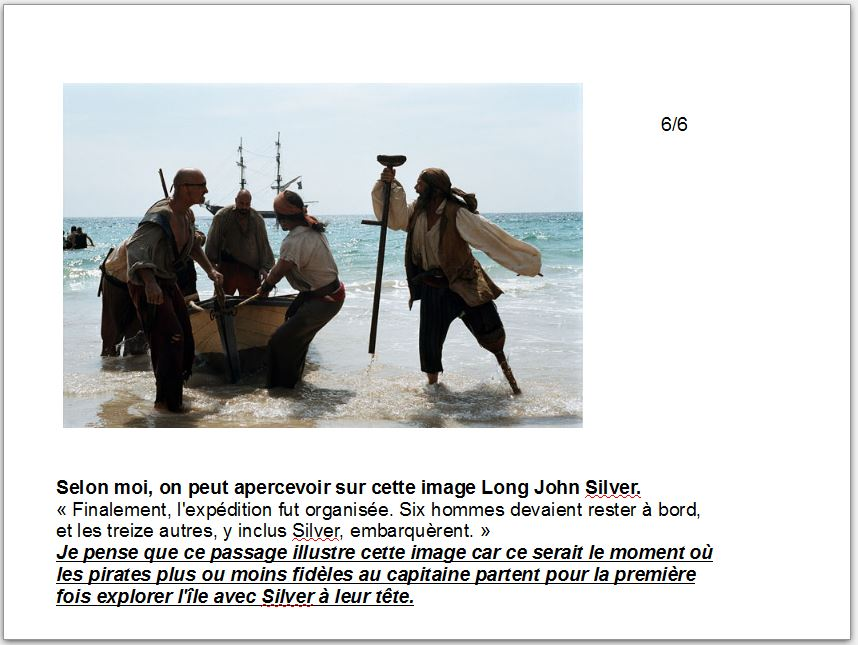 6/6
Selon moi, on peut apercevoir sur cette image Long John Silver.
« Finalement, l'expédition fut organisée. Six hommes devaient rester à bord,
et les treize autres, y inclus Silver, embarquèrent. »
Je pense que ce passage illustre cette image car ce serait le moment où
les pirates plus ou moins fidèles au capitaine partent pour la première
fois explorer l'île avec Silver à leur tête.